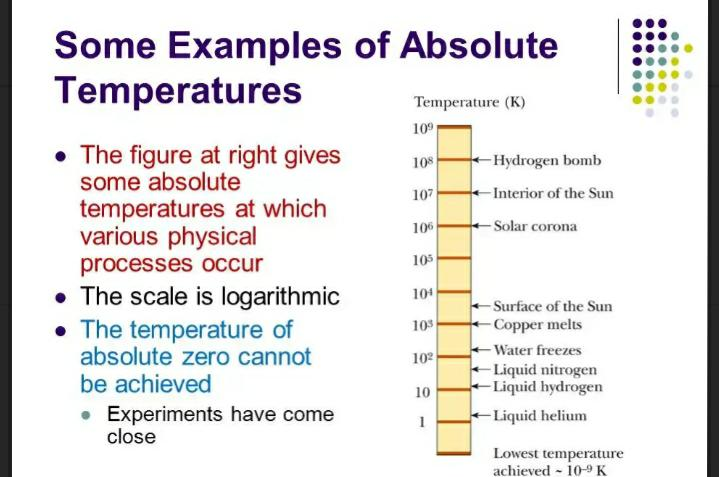 Some Examples of Absolute
Temperatures
The figure at right gives
some absolute
temperatures at which
various physical
processes occur
The scale is logarithmic
The temperature of
absolute zero cannot
be achieved
Experiments have come
close
Temperature (K)
10⁹
10⁸
Hydrogen bomb
10⁷
Interior of the Sun
10⁶
Solar corona
10⁵
10⁴
Surface of the Sun
10³
Copper melts
Water freezes
10²
Liquid nitrogen
Liquid hydrogen
10
Liquid helium
1
Lowest temperature
achieved ~ 10⁻⁹ K